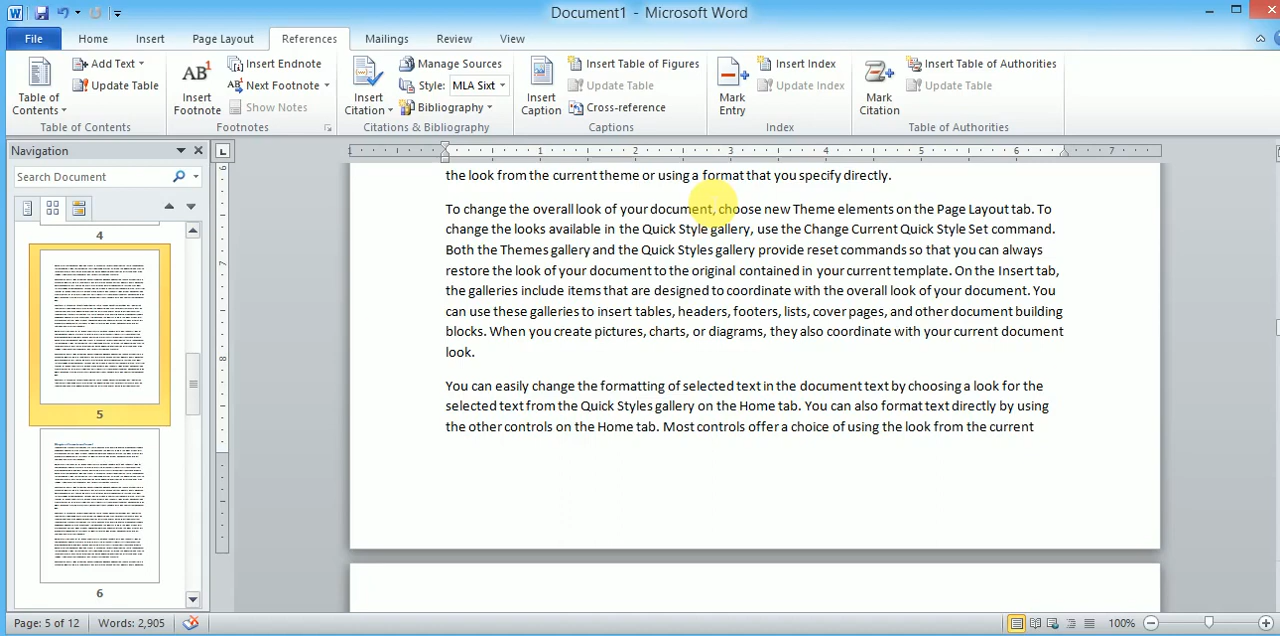 Document1 - Microsoft Word
File Home Insert Page Layout References Mailings Review View
Table of Contents
Add Text
Update Table
Table of Contents
AB1
Insert Footnote
Insert Endnote
Next Footnote
Show Notes
Footnotes
Insert Citation
Manage Sources
Style: MLA Sixt
Bibliography
Citations & Bibliography
Insert Caption
Insert Table of Figures
Update Table
Cross-reference
Captions
Mark Entry
Insert Index
Update Index
Index
Mark Citation
Insert Table of Authorities
Update Table
Table of Authorities
Navigation
Search Document
4
5
6
1 1 2 3 4 5 6 7
the look from the current theme or using a format that you specify directly.
To change the overall look of your document, choose new Theme elements on the Page Layout tab. To
change the looks available in the Quick Style gallery, use the Change Current Quick Style Set command.
Both the Themes gallery and the Quick Styles gallery provide reset commands so that you can always
restore the look of your document to the original contained in your current template. On the Insert tab,
the galleries include items that are designed to coordinate with the overall look of your document. You
can use these galleries to insert tables, headers, footers, lists, cover pages, and other document building
blocks. When you create pictures, charts, or diagrams, they also coordinate with your current document
look.
You can easily change the formatting of selected text in the document text by choosing a look for the
selected text from the Quick Styles gallery on the Home tab. You can also format text directly by using
the other controls on the Home tab. Most controls offer a choice of using the look from the current
Page: 5 of 12 Words: 2,905 100%